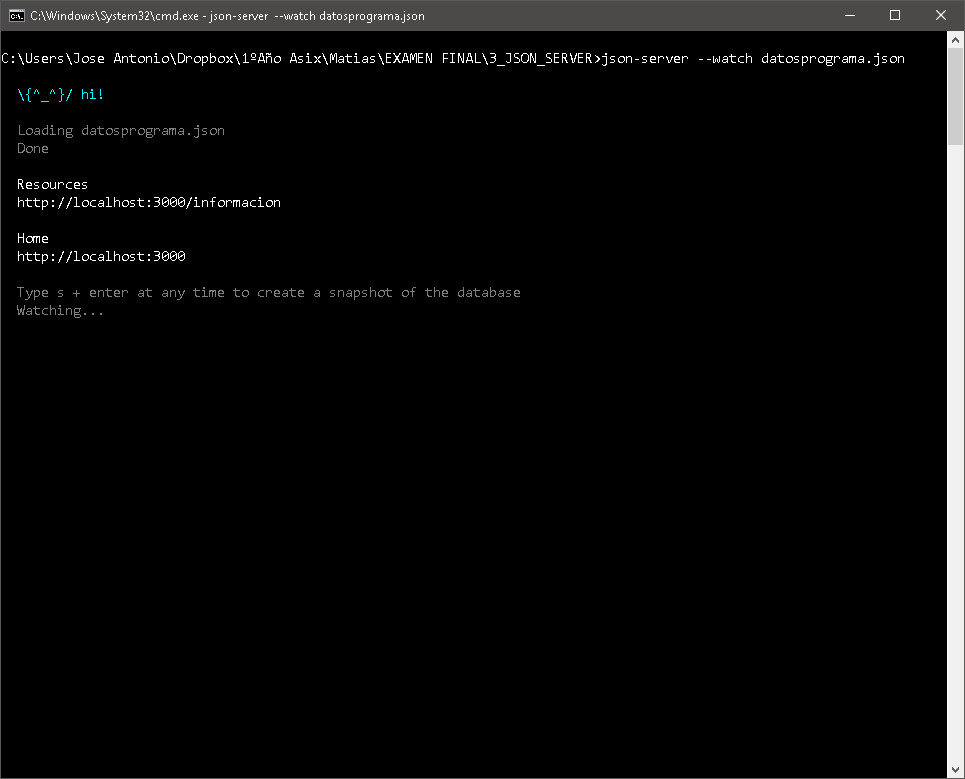 C:\Windows\System32\cmd.exe - json-server --watch datosprograma.json
C:\Users\Jose Antonio\Dropbox\1ºAño Asix\Matias\EXAMEN FINAL\3_JSON_SERVER>json-server --watch datosprograma.json
\{^_^}/ hi!
Loading datosprograma.json
Done
Resources
http://localhost:3000/informacion
Home
http://localhost:3000
Type s + enter at any time to create a snapshot of the database
Watching...